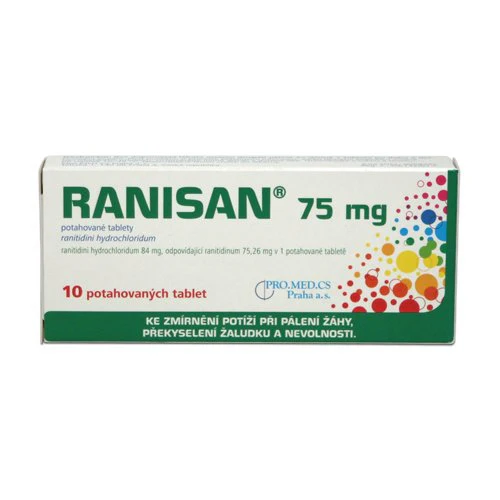 RANISAN® 75 mg
potahované tablety
ranitidini hydrochloridum
ranitidini hydrochloridum 84 mg, odpovídající ranitidinum 75,26 mg v 1 potahované tabletě
10 potahovaných tablet
PRO.MED.CS
Praha a.s.
KE ZMÍRNĚNÍ POTÍŽÍ PŘI PÁLENÍ ŽÁHY,
PŘEKYSELENÍ ŽALUDKU A NEVOLNOSTI.